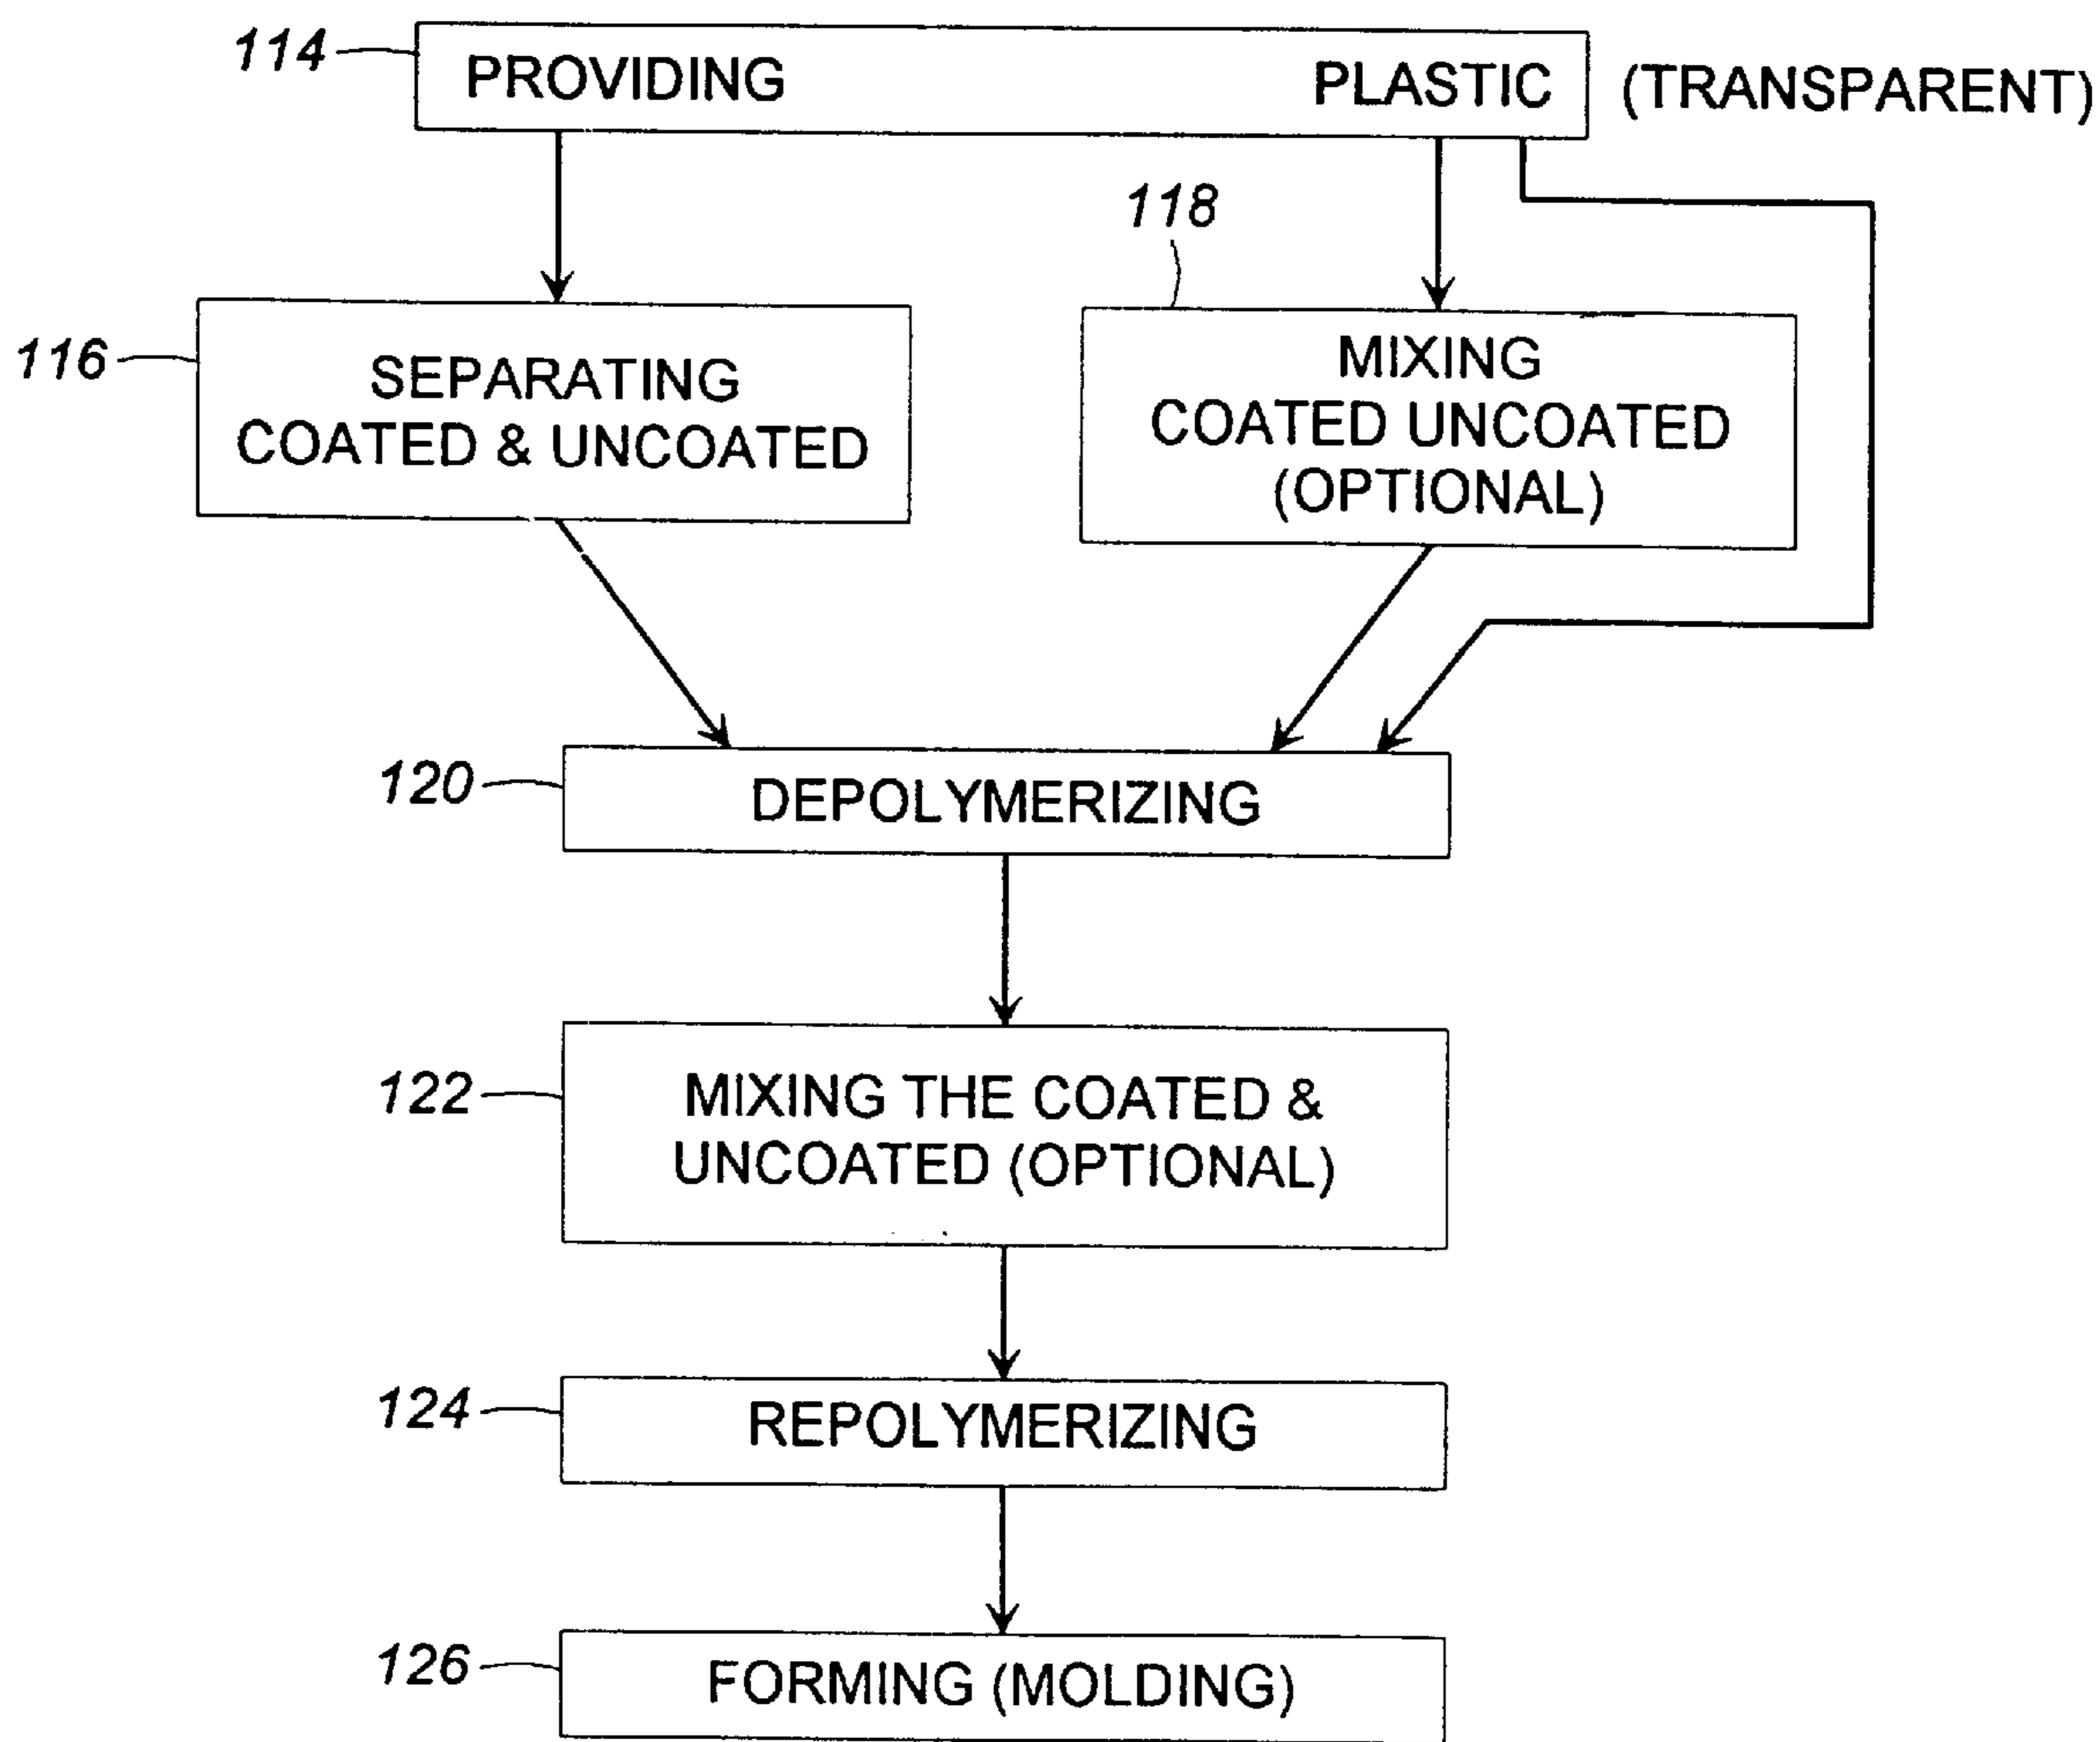 114
PROVIDING PLASTIC (TRANSPARENT)
118
116
SEPARATING
COATED & UNCOATED
MIXING
COATED UNCOATED
(OPTIONAL)
120
DEPOLYMERIZING
122
MIXING THE COATED &
UNCOATED (OPTIONAL)
124
REPOLYMERIZING
126
FORMING (MOLDING)